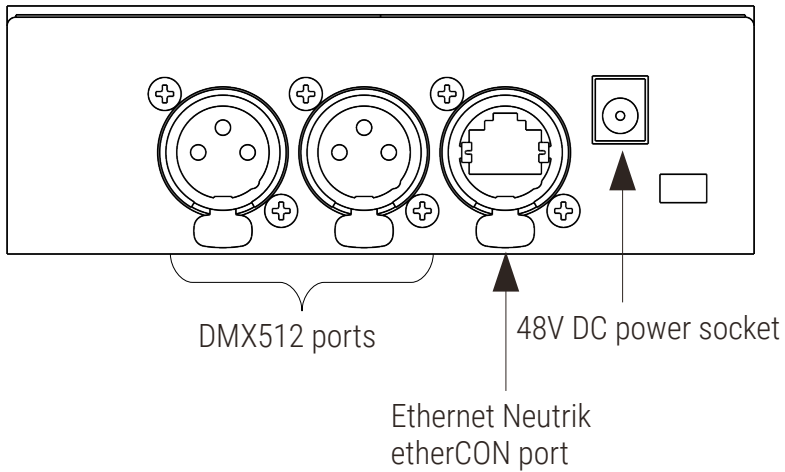 DMX512 ports
48V DC power socket
Ethernet Neutrik
etherCON port